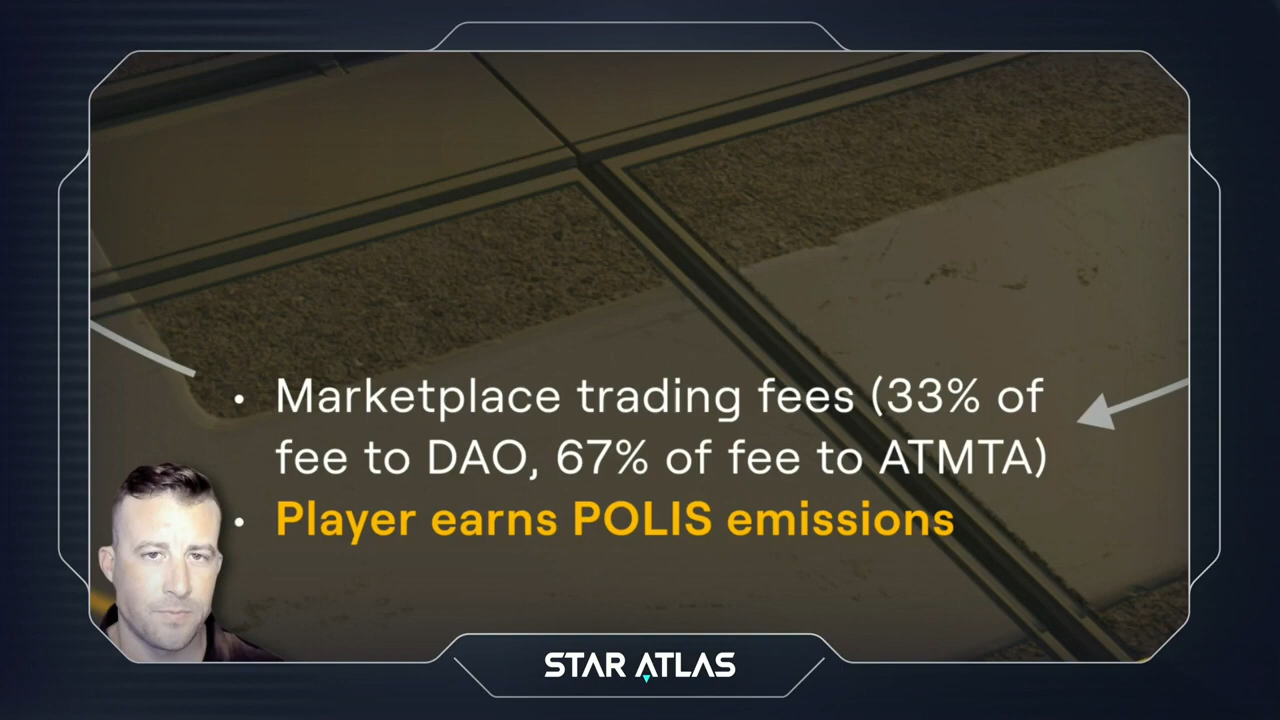 • Marketplace trading fees (33% of
fee to DAO, 67% of fee to ATMTA)
• Player earns POLIS emissions
STAR ATLAS